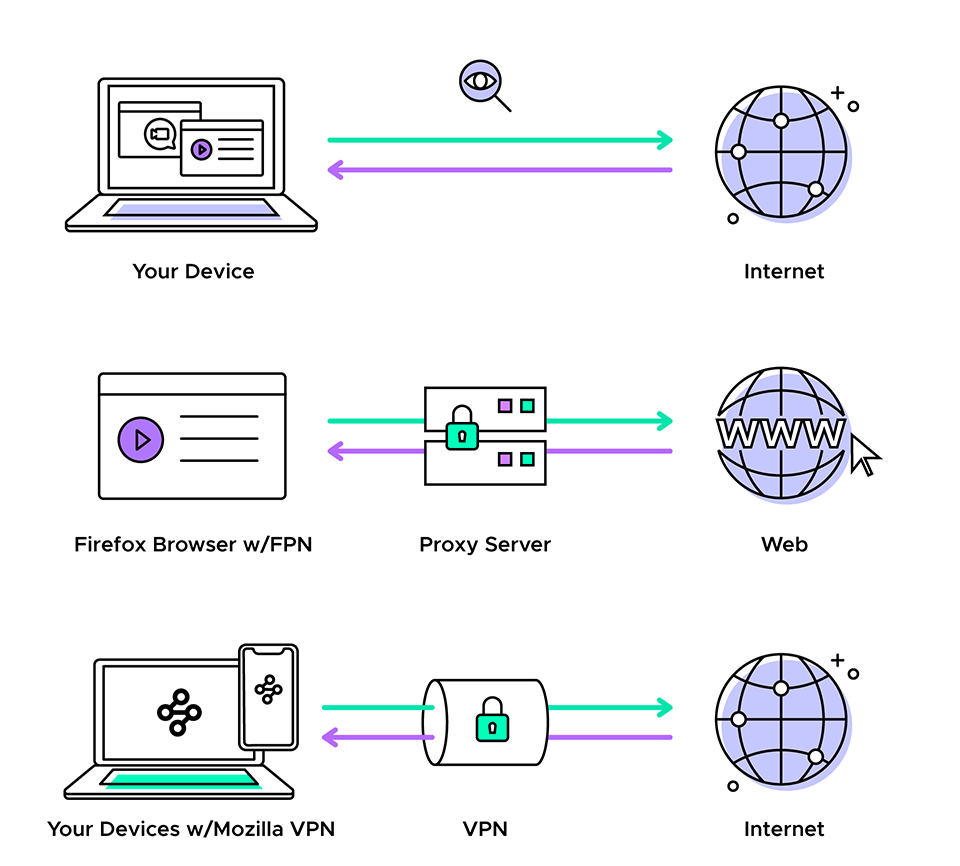 Your Device
Internet
WWW
Firefox Browser w/FPN
Proxy Server
Web
Your Devices w/Mozilla VPN
VPN
Internet